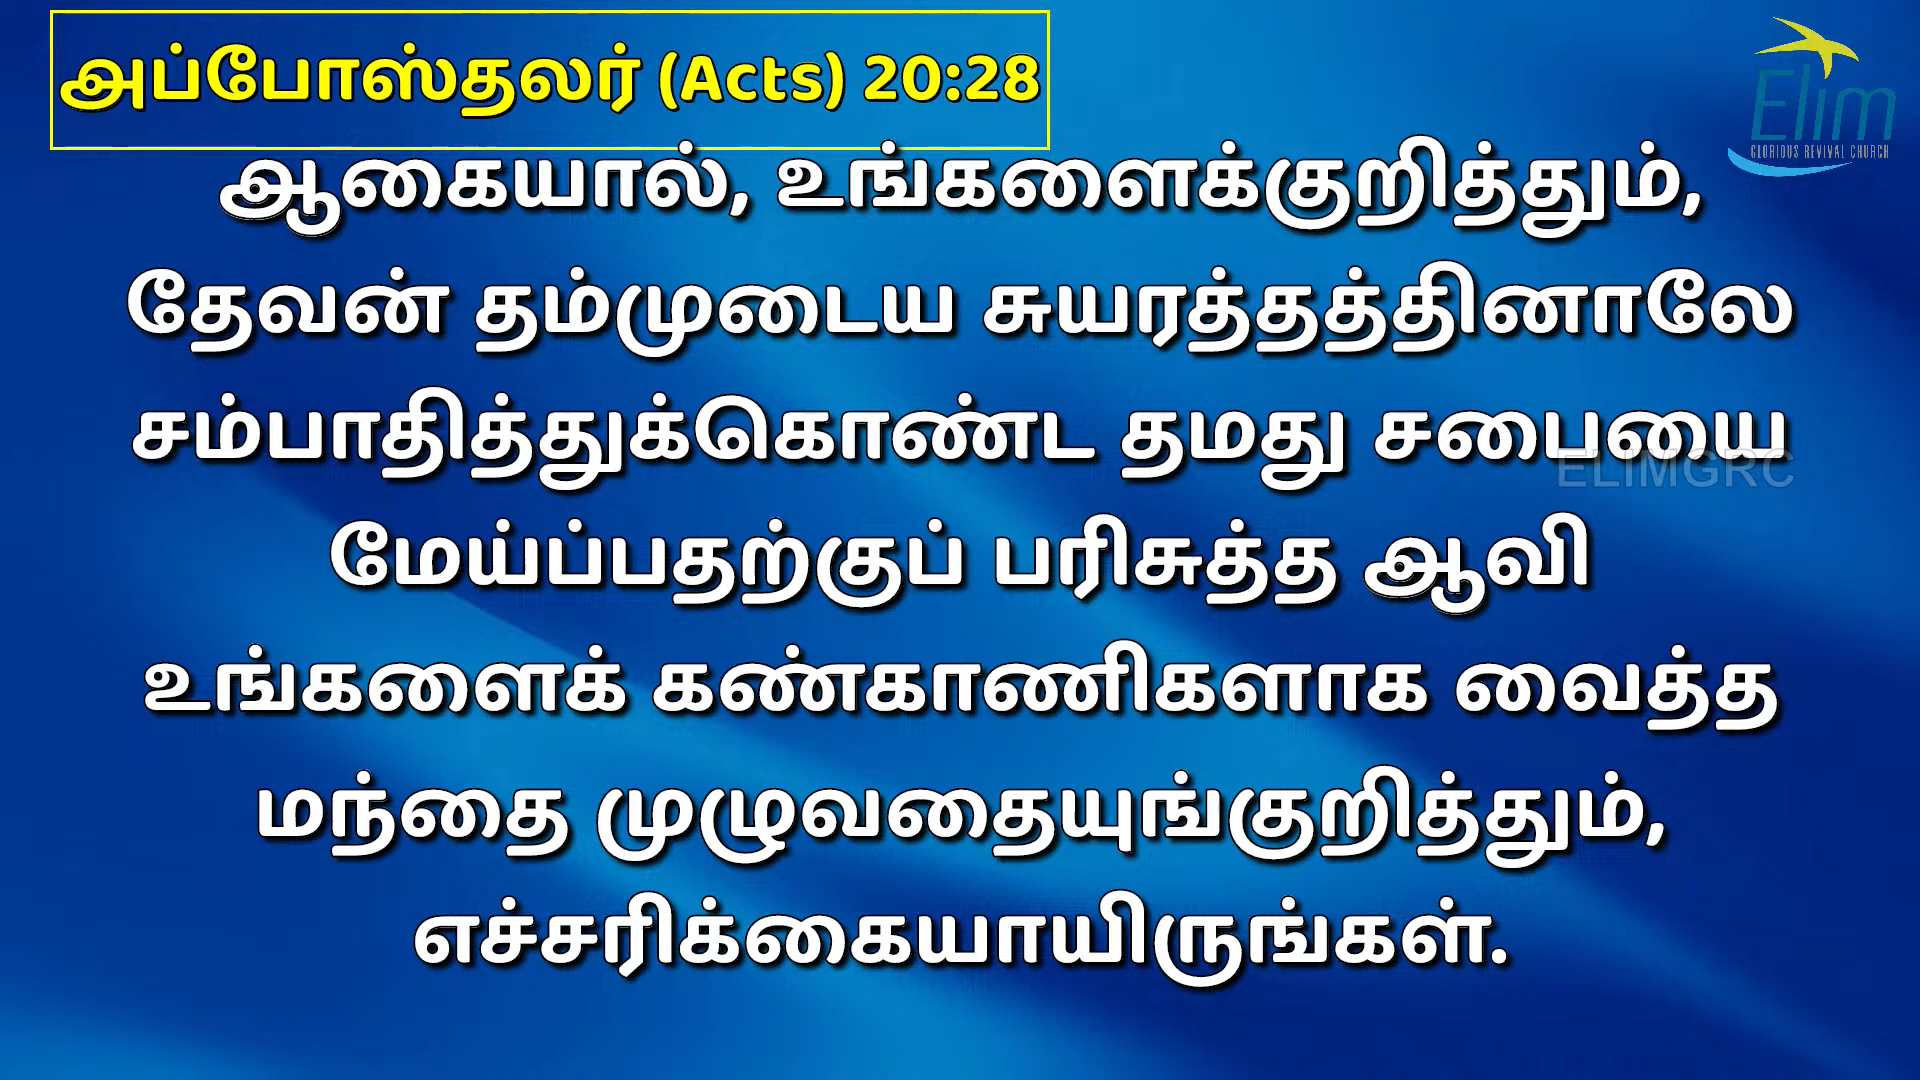 அப்போஸ்தலர் (Acts) 20:28
Elim
GLORIOUS REVIVAL CHURCH
ஆகையால், உங்களைக்குறித்தும்,
தேவன் தம்முடைய சுயரத்தத்தினாலே
சம்பாதித்துக்கொண்ட தமது சபையை
ELIMGRC
மேய்ப்பதற்குப் பரிசுத்த ஆவி
உங்களைக் கண்காணிகளாக வைத்த
மந்தை முழுவதையுங்குறித்தும்,
எச்சரிக்கையாயிருங்கள்.